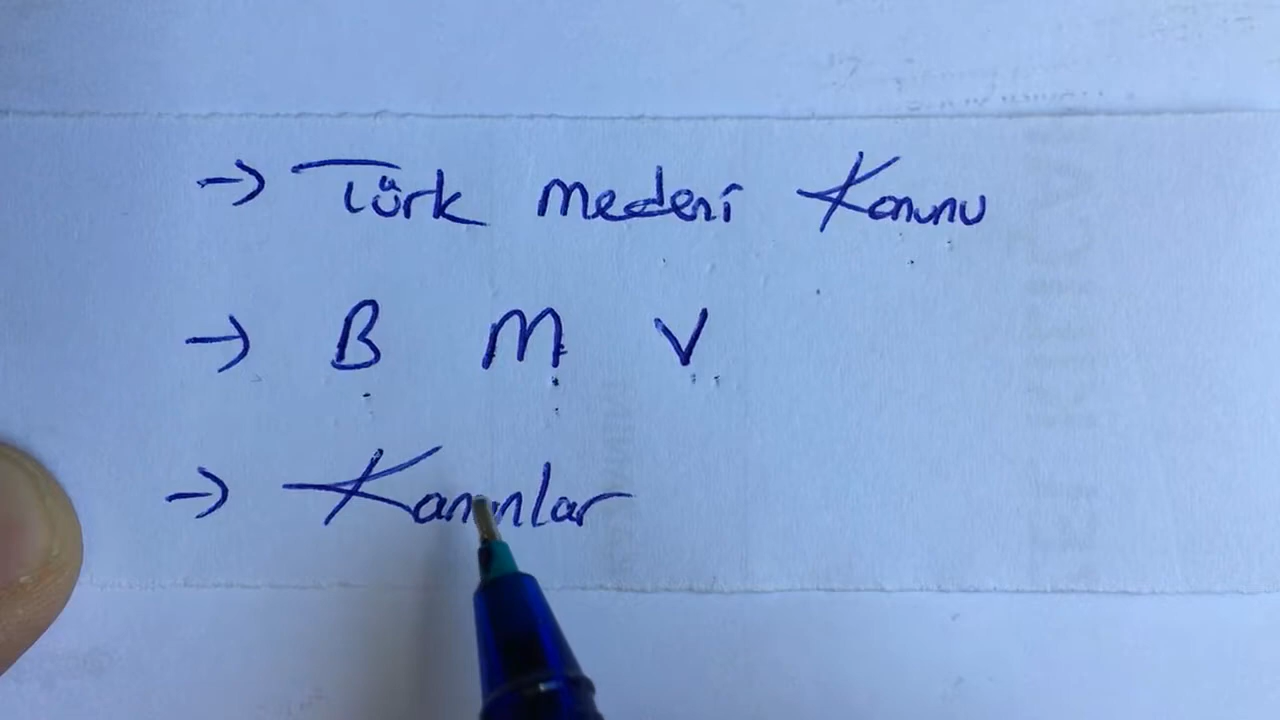 → Türk medeni Kanunu
→ B M V
→ Kanunlar